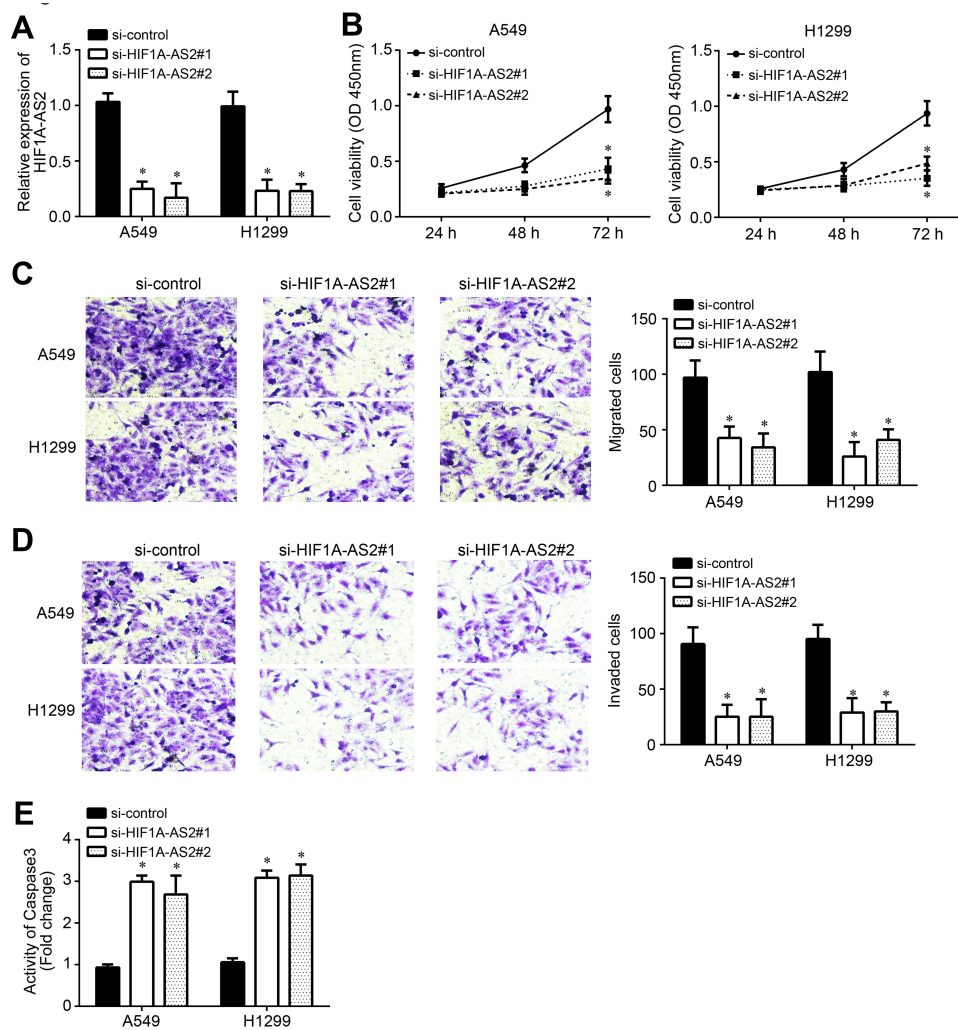 A
si-control
si-HIF1A-AS2#1
si-HIF1A-AS2#2
Relative expression of
HIF1A-AS2
1.5
1.0
0.5
0.0
* * * *
A549 H1299
B
A549
si-control
si-HIF1A-AS2#1
si-HIF1A-AS2#2
Cell viability (OD 450nm)
1.5
1.0
0.5
0.0
*
*
24 h 48 h 72 h
H1299
si-control
si-HIF1A-AS2#1
si-HIF1A-AS2#2
Cell viability (OD 450nm)
1.5
1.0
0.5
0.0
*
*
24 h 48 h 72 h
C
si-control si-HIF1A-AS2#1 si-HIF1A-AS2#2
A549
H1299
si-control
si-HIF1A-AS2#1
si-HIF1A-AS2#2
Migrated cells
150
100
50
0
* * * *
A549 H1299
D
si-control si-HIF1A-AS2#1 si-HIF1A-AS2#2
A549
H1299
si-control
si-HIF1A-AS2#1
si-HIF1A-AS2#2
Invaded cells
150
100
50
0
* * * *
A549 H1299
E
si-control
si-HIF1A-AS2#1
si-HIF1A-AS2#2
Activity of Caspase3
(Fold change)
4
3
2
1
0
* * * *
A549 H1299